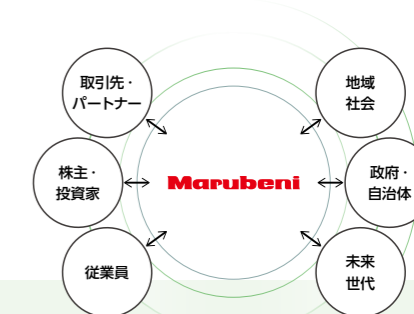 取引先・
パートナー
地域
社会
株主・
投資家
Marubeni
政府・
自治体
従業員
未来
世代